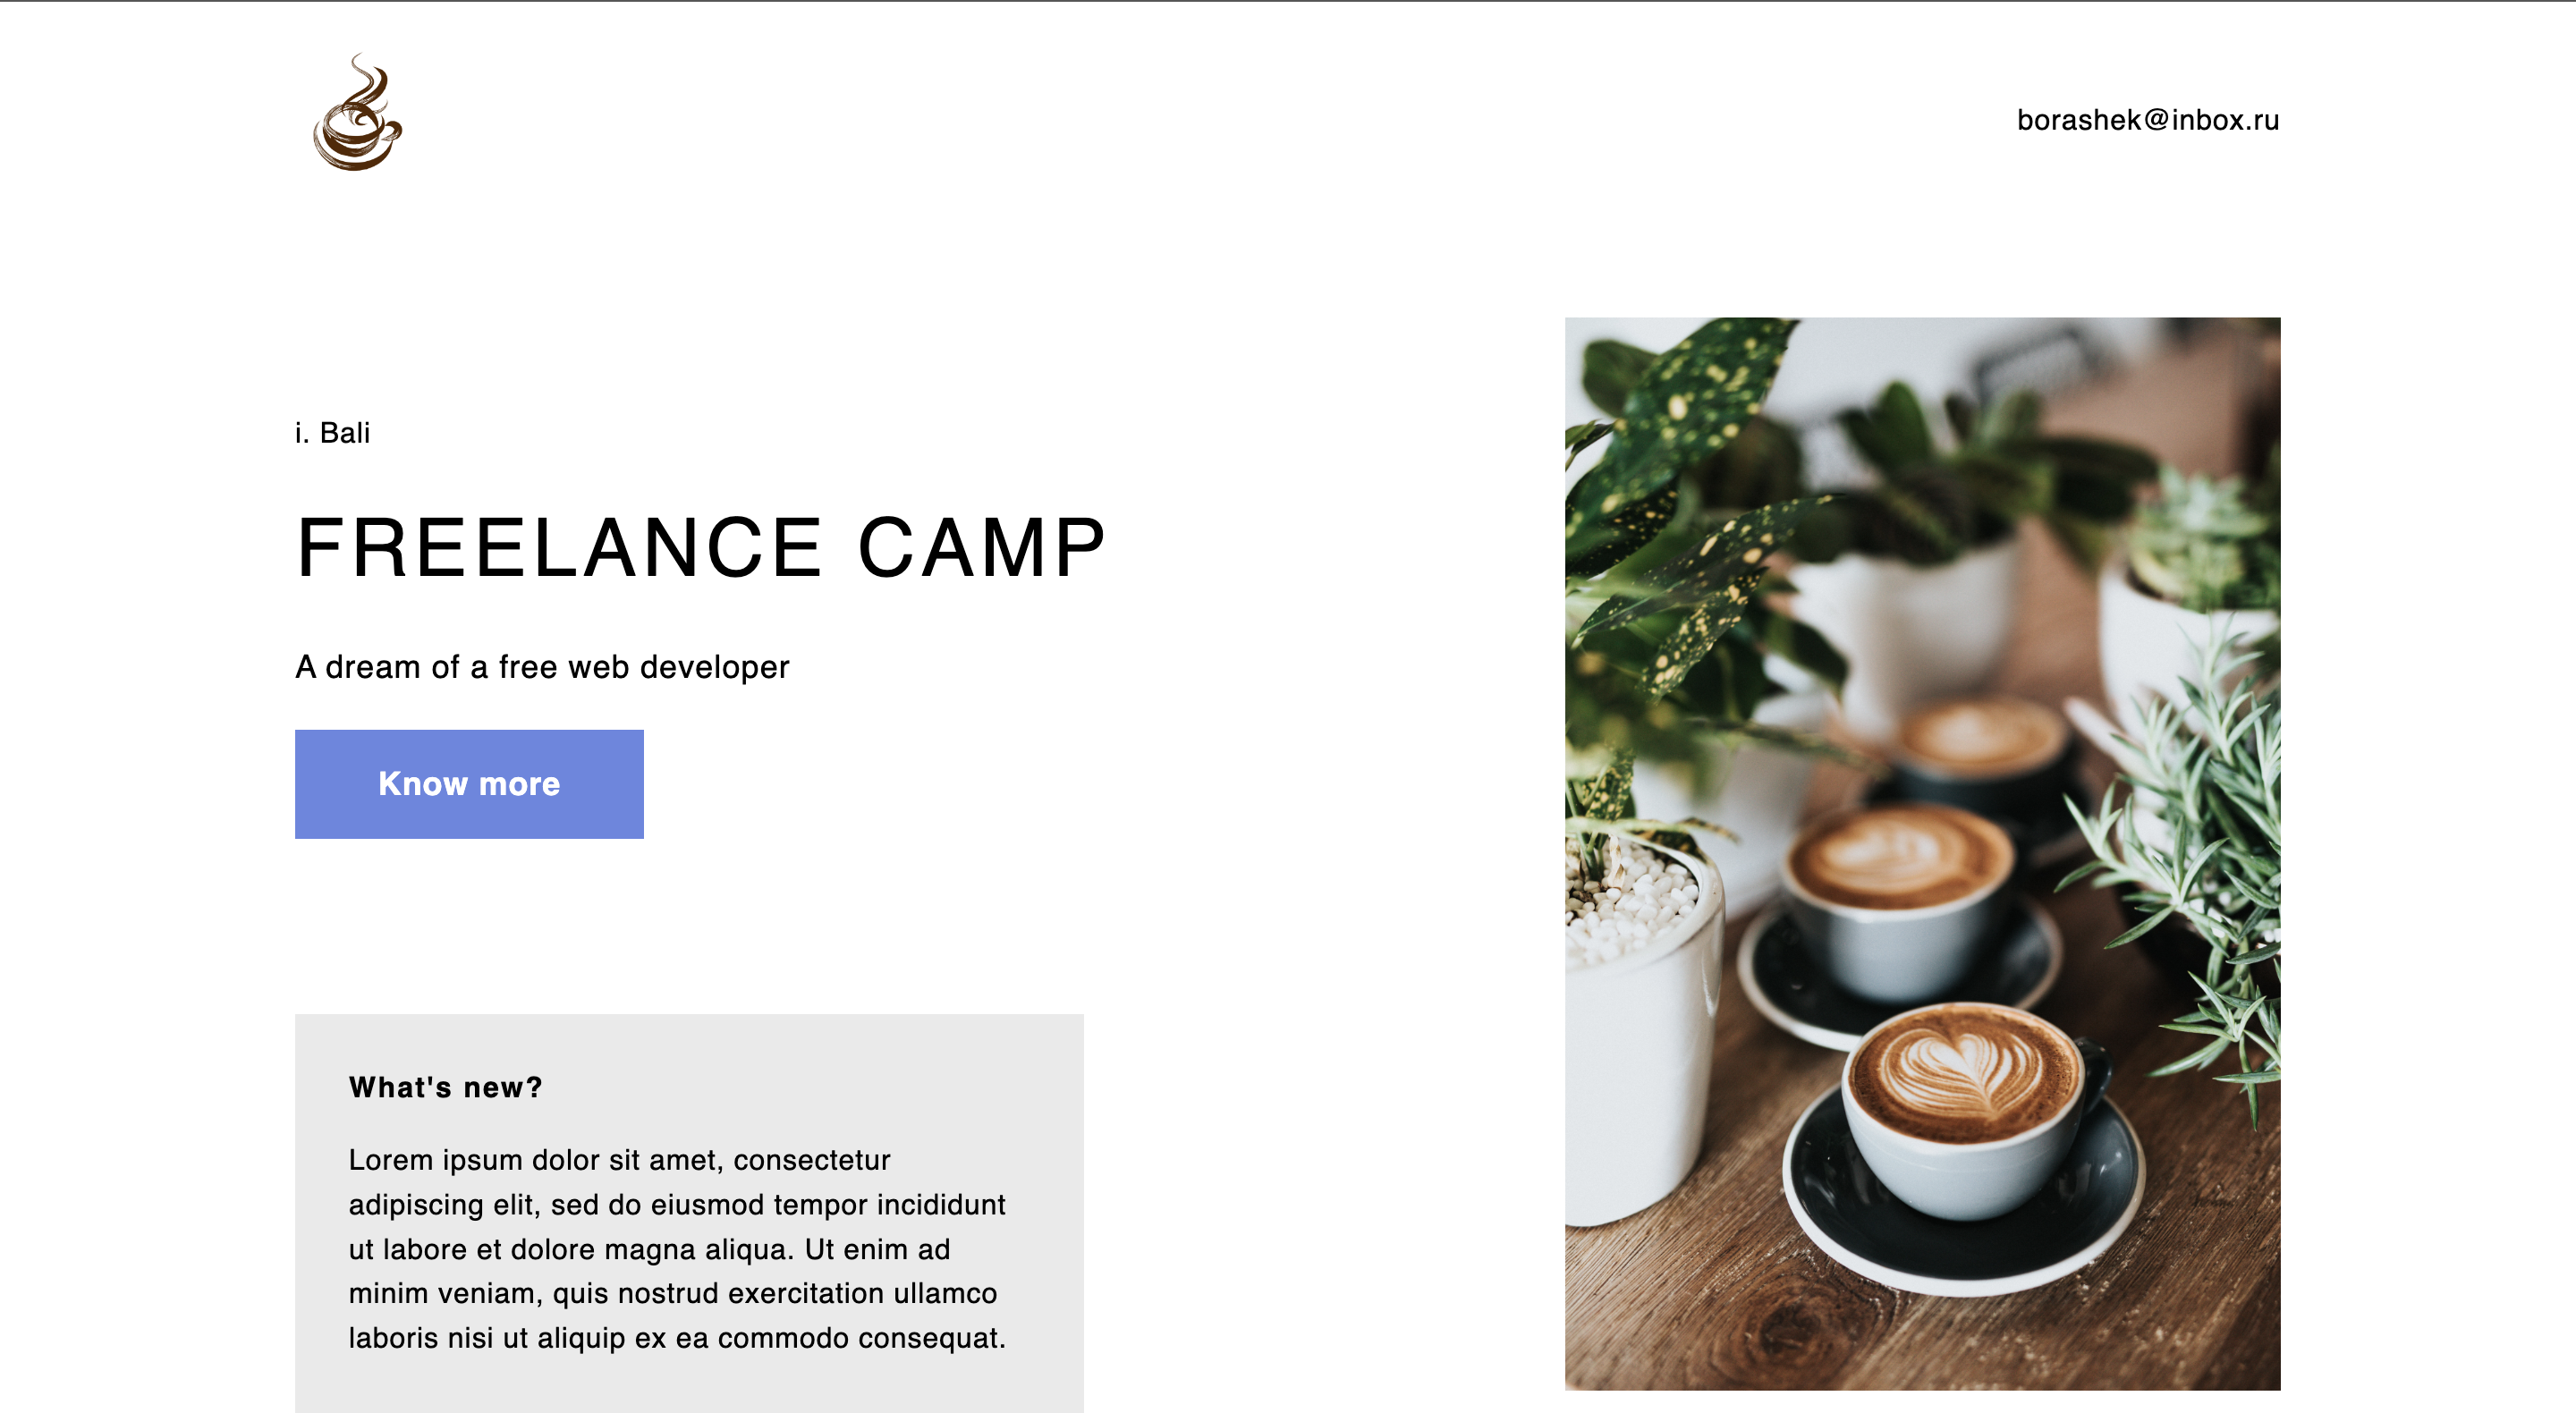 borashek@inbox.ru
i. Bali
FREELANCE CAMP
A dream of a free web developer
Know more
What's new?
Lorem ipsum dolor sit amet, consectetur
adipiscing elit, sed do eiusmod tempor incididunt
ut labore et dolore magna aliqua. Ut enim ad
minim veniam, quis nostrud exercitation ullamco
laboris nisi ut aliquip ex ea commodo consequat.